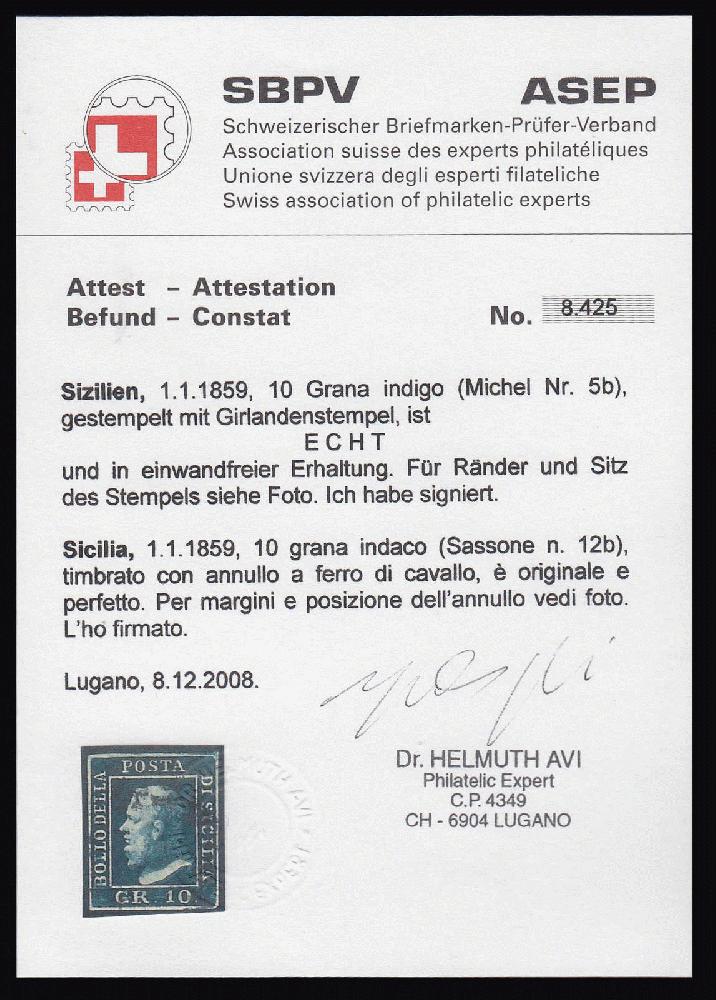 SBPV ASEP
Schweizerischer Briefmarken-Prüfer-Verband
Association suisse des experts philatéliques
Unione svizzera degli esperti filateliche
Swiss association of philatelic experts
Attest - Attestation
Befund - Constat
No. 8.425
Sizilien, 1.1.1859, 10 Grana indigo (Michel Nr. 5b),
gestempelt mit Girlandenstempel, ist
E C H T
und in einwandfreier Erhaltung. Für Ränder und Sitz
des Stempels siehe Foto. Ich habe signiert.
Sicilia, 1.1.1859, 10 grana indaco (Sassone n. 12b),
timbrato con annullo a ferro di cavallo, è originale e
perfetto. Per margini e posizione dell'annullo vedi foto.
L'ho firmato.
Lugano, 8.12.2008.
Dr. HELMUTH AVI
Philatelic Expert
C.P. 4349
CH - 6904 LUGANO
BOLLO DELLA
POSTA
DI SICILIA
GR. 10